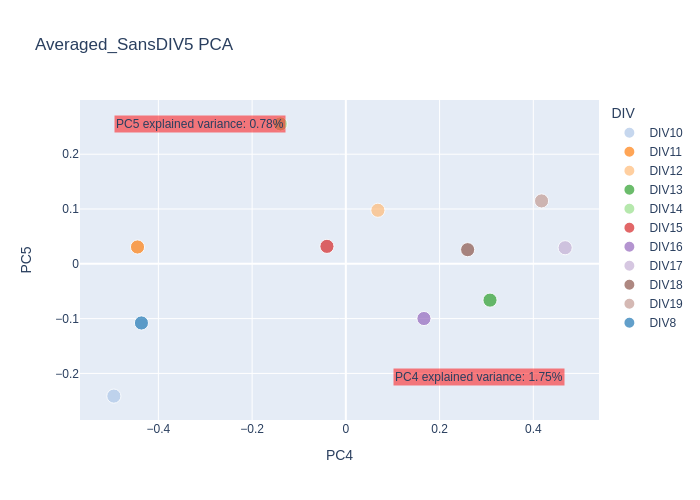 Averaged_SansDIV5 PCA
DIV
PC5 explained variance: 0.78%
DIV10
DIV11
DIV12
DIV13
DIV14
DIV15
DIV16
DIV17
DIV18
DIV19
DIV8
0.2
0.1
0
−0.1
−0.2
PC5
PC4 explained variance: 1.75%
−0.4
−0.2
0
0.2
0.4
PC4